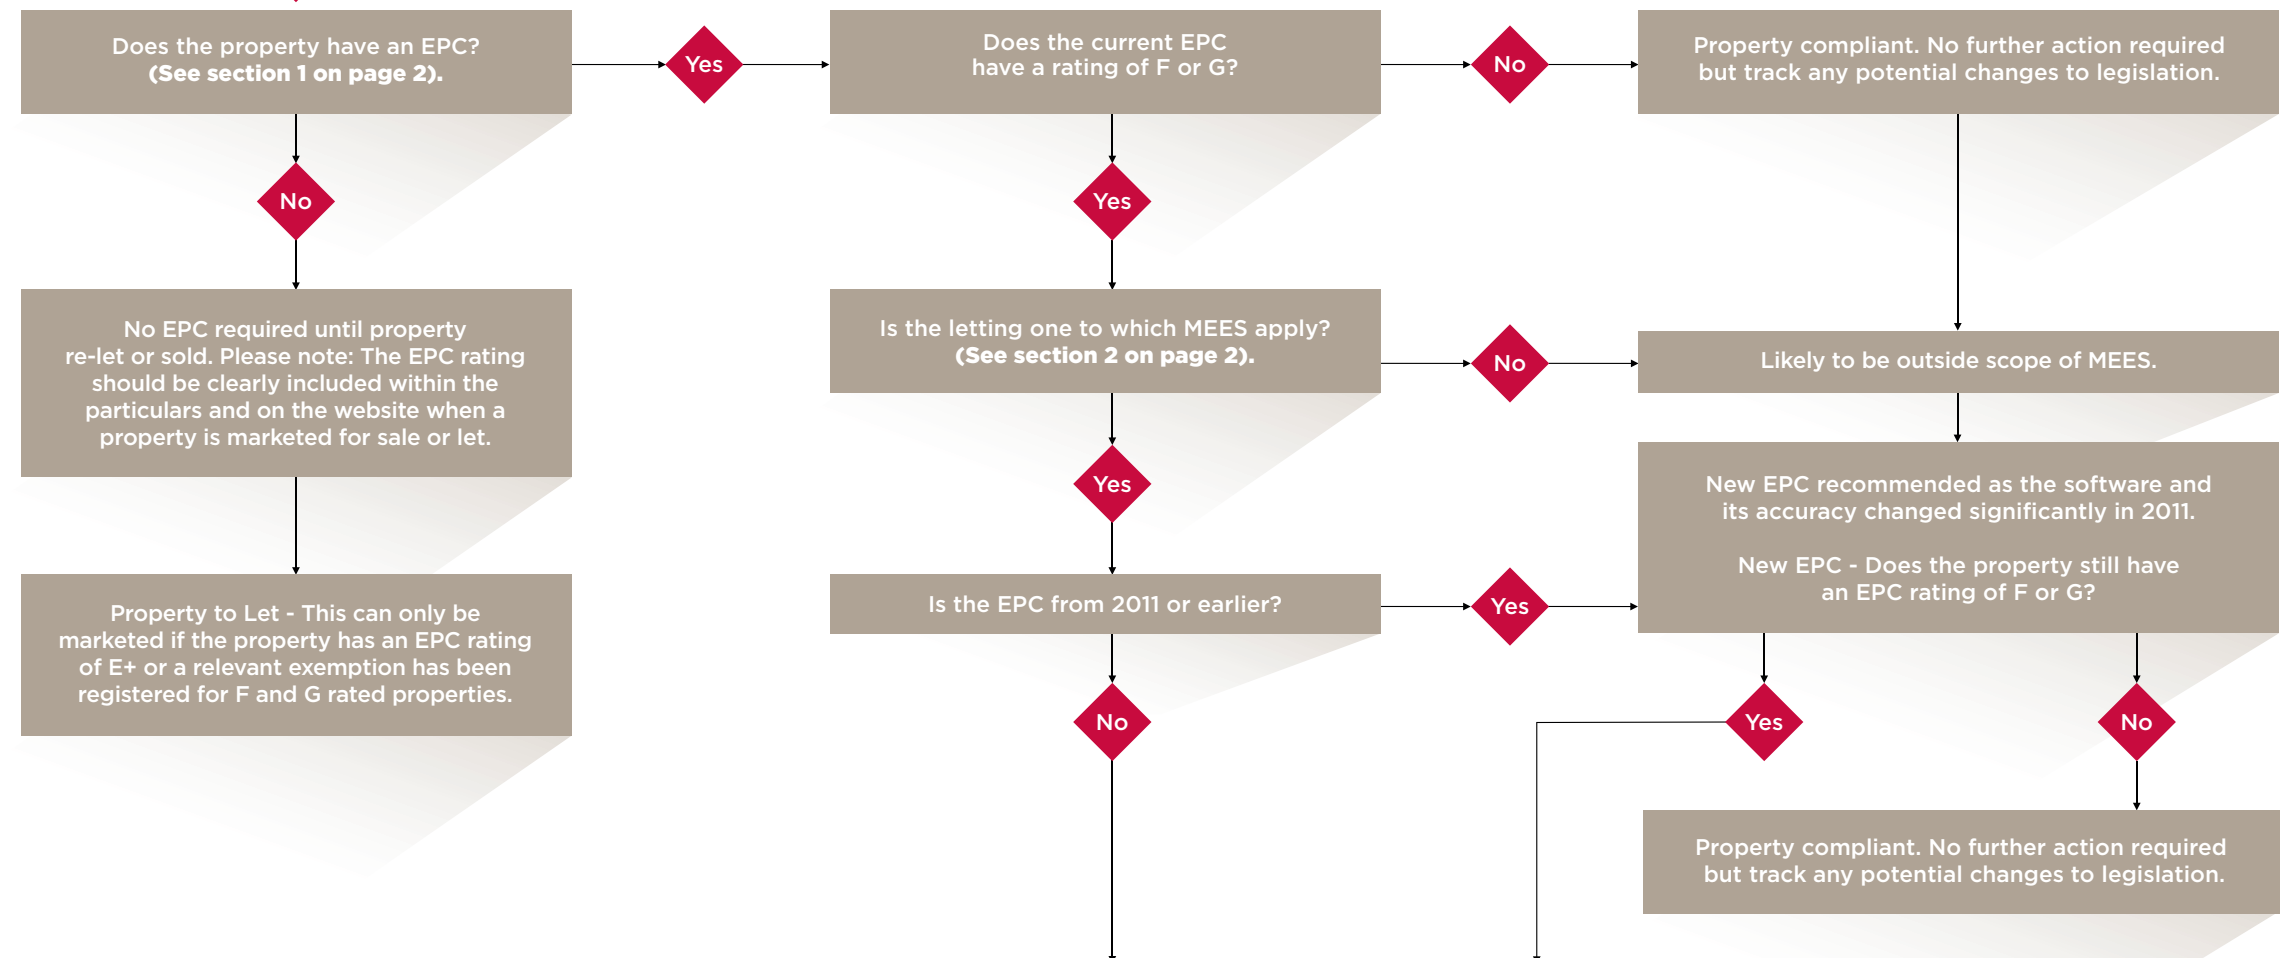 Does the property have an EPC?
(See section 1 on page 2).
Yes
Does the current EPC
have a rating of F or G?
No
Property compliant. No further action required
but track any potential changes to legislation.
No
Yes
No EPC required until property
re-let or sold. Please note: The EPC rating
should be clearly included within the
particulars and on the website when a
property is marketed for sale or let.
Is the letting one to which MEES apply?
(See section 2 on page 2).
No
Likely to be outside scope of MEES.
Yes
New EPC recommended as the software and
its accuracy changed significantly in 2011.
New EPC - Does the property still have
an EPC rating of F or G?
Property to Let - This can only be
marketed if the property has an EPC rating
of E+ or a relevant exemption has been
registered for F and G rated properties.
Is the EPC from 2011 or earlier?
Yes
No
Yes
No
Property compliant. No further action required
but track any potential changes to legislation.